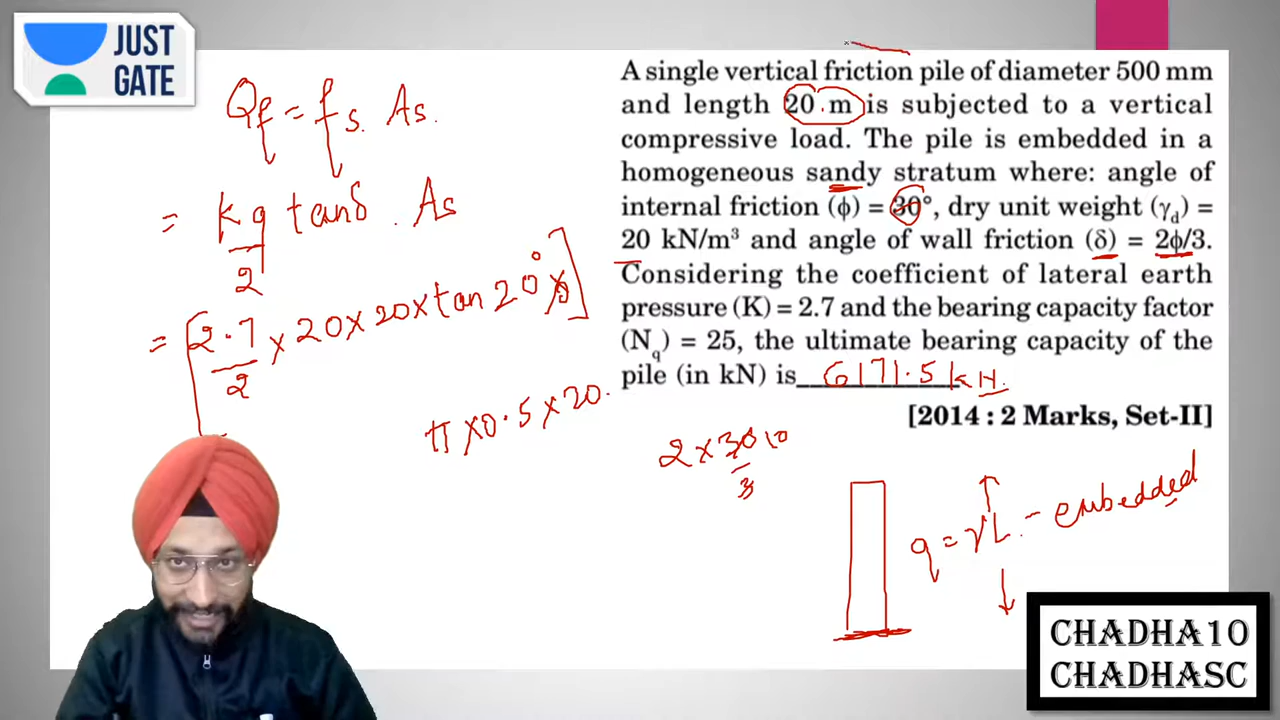 JUST
GATE
Qf = fs. As.
= Kq/2 tanδ . As
= [2.7/2 × 20 × 20 × tan 20° ×]
π × 0.5 × 20.
A single vertical friction pile of diameter 500 mm
and length 20 m is subjected to a vertical
compressive load. The pile is embedded in a
homogeneous sandy stratum where: angle of
internal friction (ϕ) = 30°, dry unit weight (γd) =
20 kN/m³ and angle of wall friction (δ) = 2ϕ/3.
Considering the coefficient of lateral earth
pressure (K) = 2.7 and the bearing capacity factor
(Nq) = 25, the ultimate bearing capacity of the
pile (in kN) is 6171.5 kN.
[2014 : 2 Marks, Set-II]
2 × 30/3 10
q = γL - embedded
CHADHA10
CHADHASC